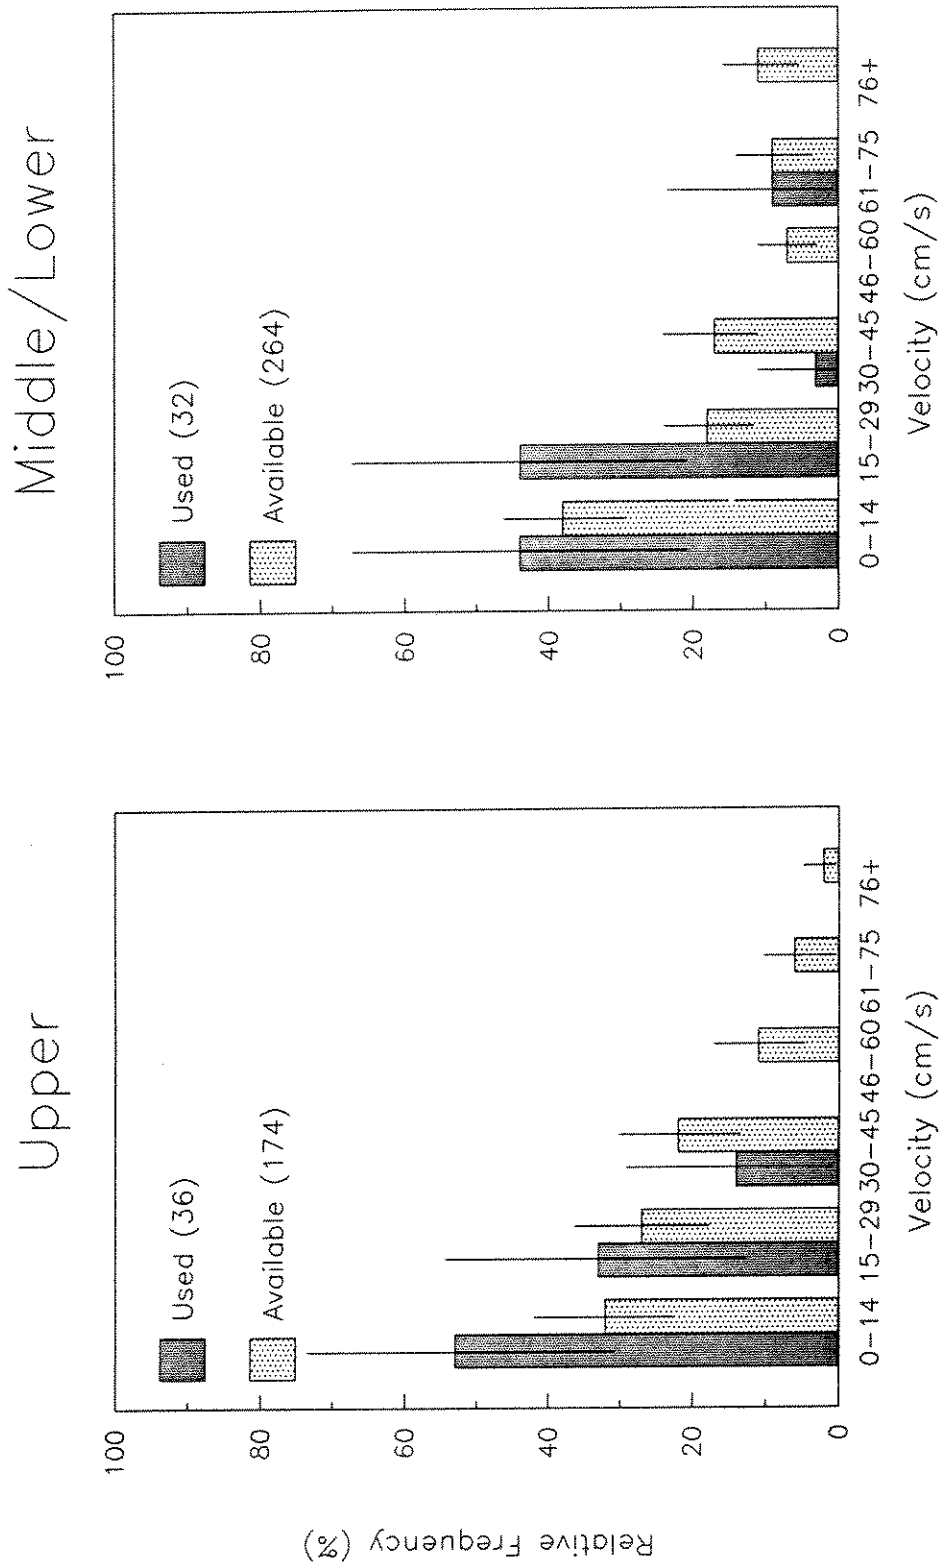 Upper
Relative Frequency (%)
100
80
60
40
20
0
Used (36)
Available (174)
0-14 15-29 30-45 46-60 61-75 76+
Velocity (cm/s)
Middle/Lower
100
80
60
40
20
0
Used (32)
Available (264)
0-14 15-29 30-45 46-60 61-75 76+
Velocity (cm/s)